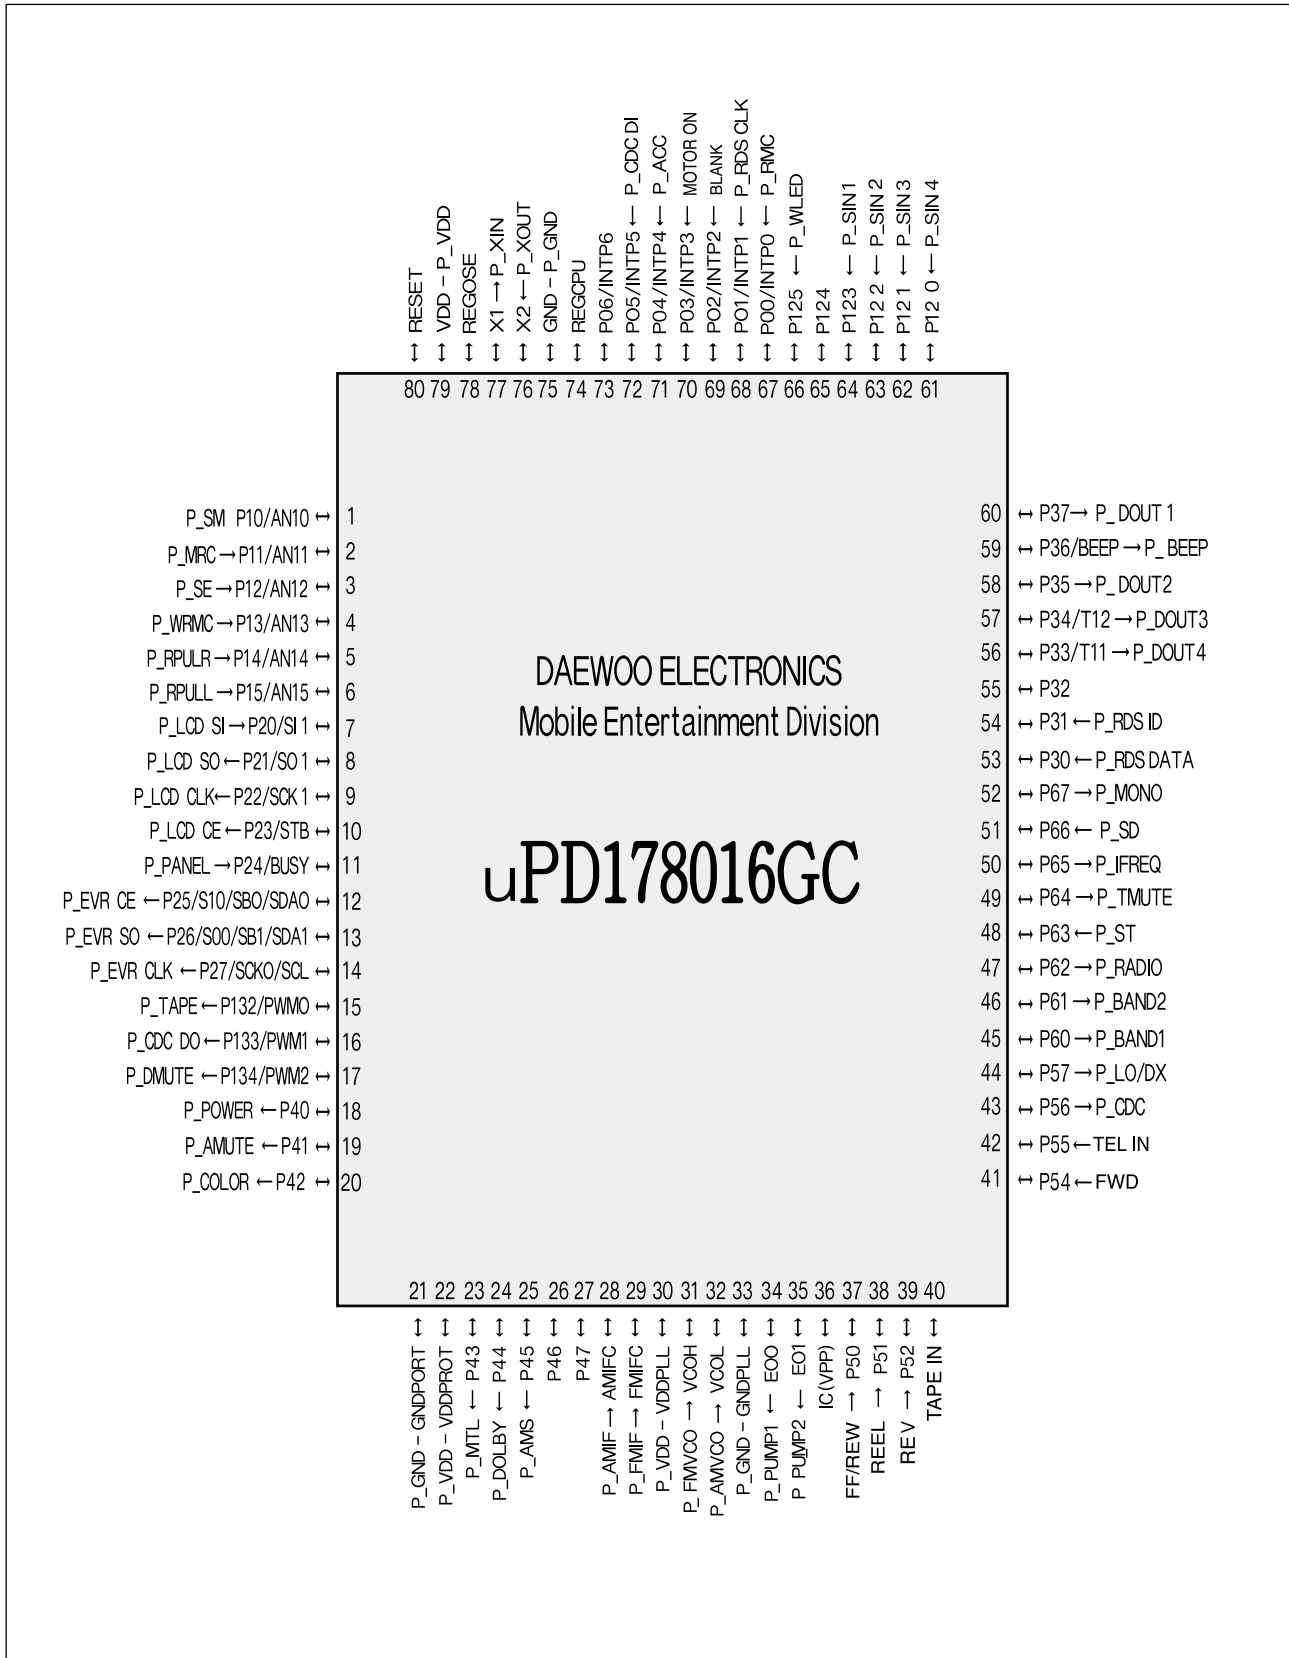 ↔ RESET
↔ VDD – P_VDD
↔ REGOSE
↔ X1 → P_XIN
↔ X2 ← P_XOUT
↔ GND – P_GND
↔ REGCPU
↔ P06/INTP6
↔ PO5/INTP5 ← P_CDC DI
↔ P04/INTP4 ← P_ACC
↔ P03/INTP3 ← MOTOR ON
↔ PO2/INTP2 ← BLANK
↔ PO1/INTP1 ← P_RDS CLK
↔ P00/INTP0 ← P_RMC
↔ P125 ← P_WLED
↔ P124
↔ P123 ← P_SIN1
↔ P12 2 ← P_SIN 2
↔ P121 ← P_SIN 3
↔ P12 0 ← P_SIN 4
80 79 78 77 76 75 74 73 72 71 70 69 68 67 66 65 64 63 62 61
P_SM P10/AN10 ↔ 1
P_MRC → P11/AN11 ↔ 2
P_SE → P12/AN12 ↔ 3
P_WRMC → P13/AN13 ↔ 4
P_RPULR → P14/AN14 ↔ 5
P_RPULL → P15/AN15 ↔ 6
P_LCD SI → P20/SI 1 ↔ 7
P_LCD SO ← P21/SO 1 ↔ 8
P_LCD CLK ← P22/SCK 1 ↔ 9
P_LCD CE ← P23/STB ↔ 10
P_PANEL → P24/BUSY ↔ 11
P_EVR CE ← P25/S10/SBO/SDAO ↔ 12
P_EVR SO ← P26/S00/SB1/SDA1 ↔ 13
P_EVR CLK ← P27/SCKO/SCL ↔ 14
P_TAPE ← P132/PWMO ↔ 15
P_CDC DO ← P133/PWM1 ↔ 16
P_DMUTE ← P134/PWM2 ↔ 17
P_POWER ← P40 ↔ 18
P_AMUTE ← P41 ↔ 19
P_COLOR ← P42 ↔ 20
DAEWOO ELECTRONICS
Mobile Entertainment Division
uPD178016GC
60 ↔ P37 → P_ DOUT 1
59 ↔ P36/BEEP → P_ BEEP
58 ↔ P35 → P_ DOUT2
57 ↔ P34/T12 → P_DOUT3
56 ↔ P33/T11 → P_DOUT4
55 ↔ P32
54 ↔ P31 ← P_RDS ID
53 ↔ P30 ← P_RDS DATA
52 ↔ P67 → P_MONO
51 ↔ P66 ← P_SD
50 ↔ P65 → P_IFREQ
49 ↔ P64 → P_TMUTE
48 ↔ P63 ← P_ST
47 ↔ P62 → P_RADIO
46 ↔ P61 → P_BAND2
45 ↔ P60 → P_BAND1
44 ↔ P57 → P_LO/DX
43 ↔ P56 → P_CDC
42 ↔ P55 ← TEL IN
41 ↔ P54 ← FWD
21 22 23 24 25 26 27 28 29 30 31 32 33 34 35 36 37 38 39 40
P_GND – GNDPORT ↔
P_VDD – VDDPROT ↔
P_MTL ← P43 ↔
P_DOLBY ← P44 ↔
P_AMS ← P45 ↔
P46 ↔
P47 ↔
P_AMIF → AMIFC ↔
P_FMIF → FMIFC ↔
P_VDD – VDDPLL ↔
P_FMVCO → VCOH ↔
P_AMVCO → VCOL ↔
P_GND – GNDPLL ↔
P_PUMP1 ← EOO ↔
P PUMP2 ← EO1 ↔
IC(VPP) ↔
FF/REW → P50 ↔
REEL → P51 ↔
REV → P52 ↔
TAPE IN ↔